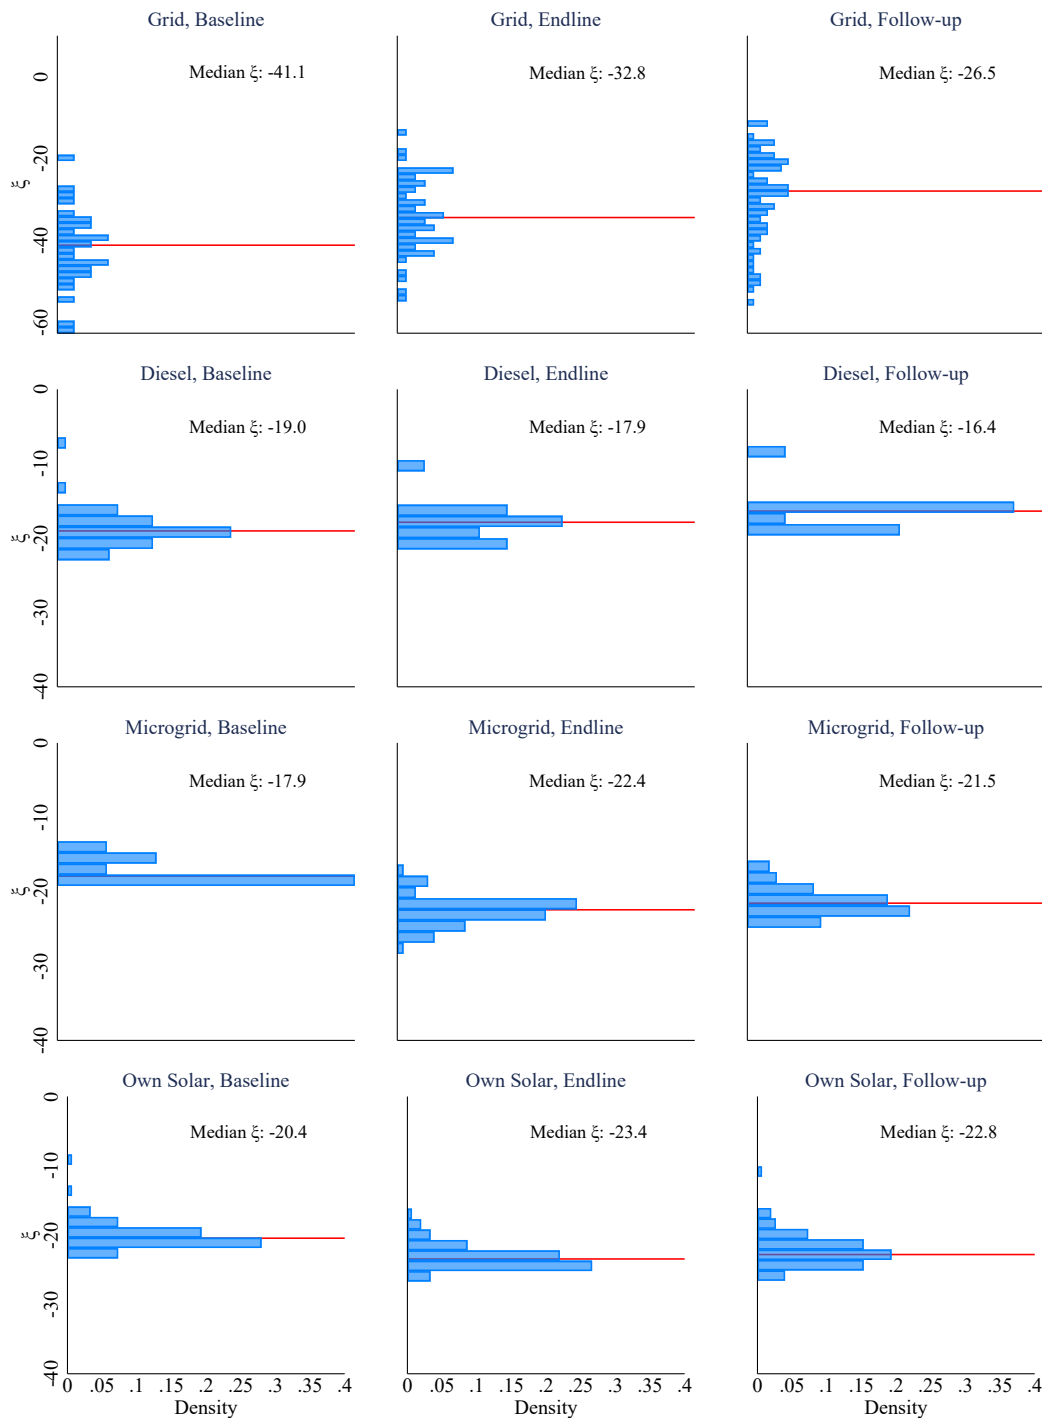 Grid, Baseline
Grid, Endline
Grid, Follow-up
Median ξ: -41.1
Median ξ: -32.8
Median ξ: -26.5
0
-20
-40
-60
ξ
Diesel, Baseline
Diesel, Endline
Diesel, Follow-up
Median ξ: -19.0
Median ξ: -17.9
Median ξ: -16.4
0
-10
-20
-30
-40
ξ
Microgrid, Baseline
Microgrid, Endline
Microgrid, Follow-up
Median ξ: -17.9
Median ξ: -22.4
Median ξ: -21.5
0
-10
-20
-30
-40
ξ
Own Solar, Baseline
Own Solar, Endline
Own Solar, Follow-up
Median ξ: -20.4
Median ξ: -23.4
Median ξ: -22.8
0
-10
-20
-30
-40
ξ
0 .05 .1 .15 .2 .25 .3 .35 .4
0 .05 .1 .15 .2 .25 .3 .35 .4
0 .05 .1 .15 .2 .25 .3 .35 .4
Density
Density
Density